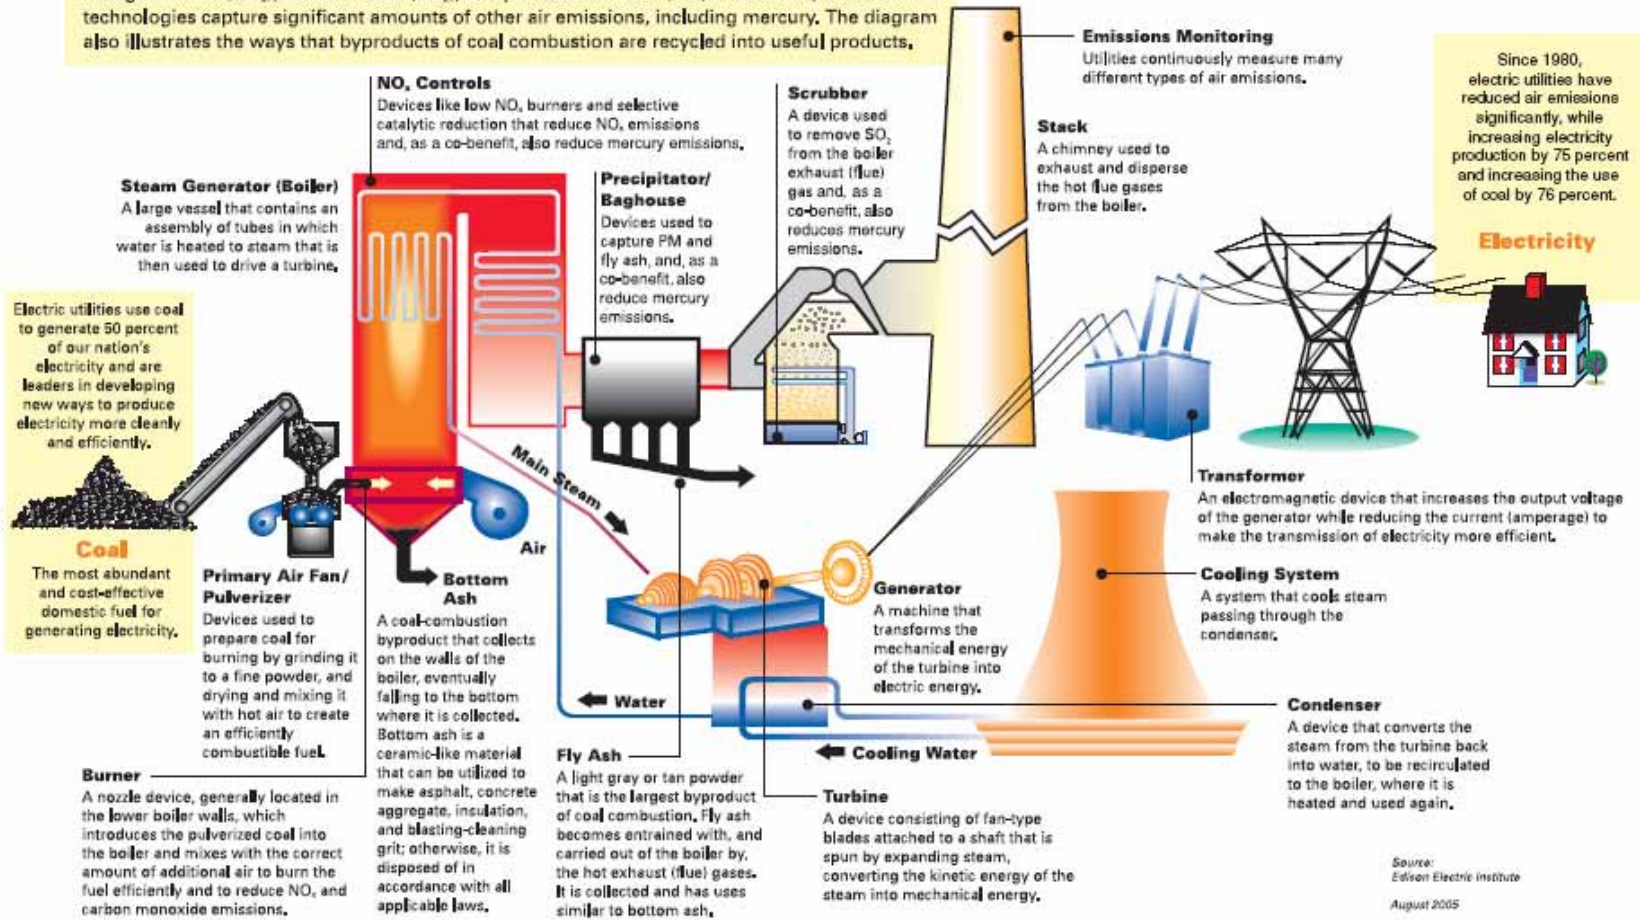 technologies capture significant amounts of other air emissions, including mercury. The diagram
also illustrates the ways that byproducts of coal combustion are recycled into useful products.
NOx Controls
Devices like low NOx burners and selective
catalytic reduction that reduce NOx emissions
and, as a co-benefit, also reduce mercury emissions.
Steam Generator (Boiler)
A large vessel that contains an
assembly of tubes in which
water is heated to steam that is
then used to drive a turbine.
Precipitator/
Baghouse
Devices used to
capture PM and
fly ash, and, as a
co-benefit, also
reduce mercury
emissions.
Scrubber
A device used
to remove SO2
from the boiler
exhaust (flue)
gas and, as a
co-benefit, also
reduces mercury
emissions.
Emissions Monitoring
Utilities continuously measure many
different types of air emissions.
Stack
A chimney used to
exhaust and disperse
the hot flue gases
from the boiler.
Since 1980,
electric utilities have
reduced air emissions
significantly, while
increasing electricity
production by 75 percent
and increasing the use
of coal by 76 percent.
Electricity
Electric utilities use coal
to generate 50 percent
of our nation's
electricity and are
leaders in developing
new ways to produce
electricity more cleanly
and efficiently.
Coal
The most abundant
and cost-effective
domestic fuel for
generating electricity.
Main Steam
Air
Primary Air Fan/
Pulverizer
Devices used to
prepare coal for
burning by grinding it
to a fine powder, and
drying and mixing it
with hot air to create
an efficiently
combustible fuel.
Bottom
Ash
A coal-combustion
byproduct that collects
on the walls of the
boiler, eventually
falling to the bottom
where it is collected.
Bottom ash is a
ceramic-like material
that can be utilized to
make asphalt, concrete
aggregate, insulation,
and blasting-cleaning
grit; otherwise, it is
disposed of in
accordance with all
applicable laws.
Burner
A nozzle device, generally located in
the lower boiler walls, which
introduces the pulverized coal into
the boiler and mixes with the correct
amount of additional air to burn the
fuel efficiently and to reduce NOx and
carbon monoxide emissions.
Water
Cooling Water
Fly Ash
A light gray or tan powder
that is the largest byproduct
of coal combustion. Fly ash
becomes entrained with, and
carried out of the boiler by,
the hot exhaust (flue) gases.
It is collected and has uses
similar to bottom ash.
Generator
A machine that
transforms the
mechanical energy
of the turbine into
electric energy.
Turbine
A device consisting of fan-type
blades attached to a shaft that is
spun by expanding steam,
converting the kinetic energy of the
steam into mechanical energy.
Transformer
An electromagnetic device that increases the output voltage
of the generator while reducing the current (amperage) to
make the transmission of electricity more efficient.
Cooling System
A system that cools steam
passing through the
condenser.
Condenser
A device that converts the
steam from the turbine back
into water, to be recirculated
to the boiler, where it is
heated and used again.
Source:
Edison Electric Institute
August 2005